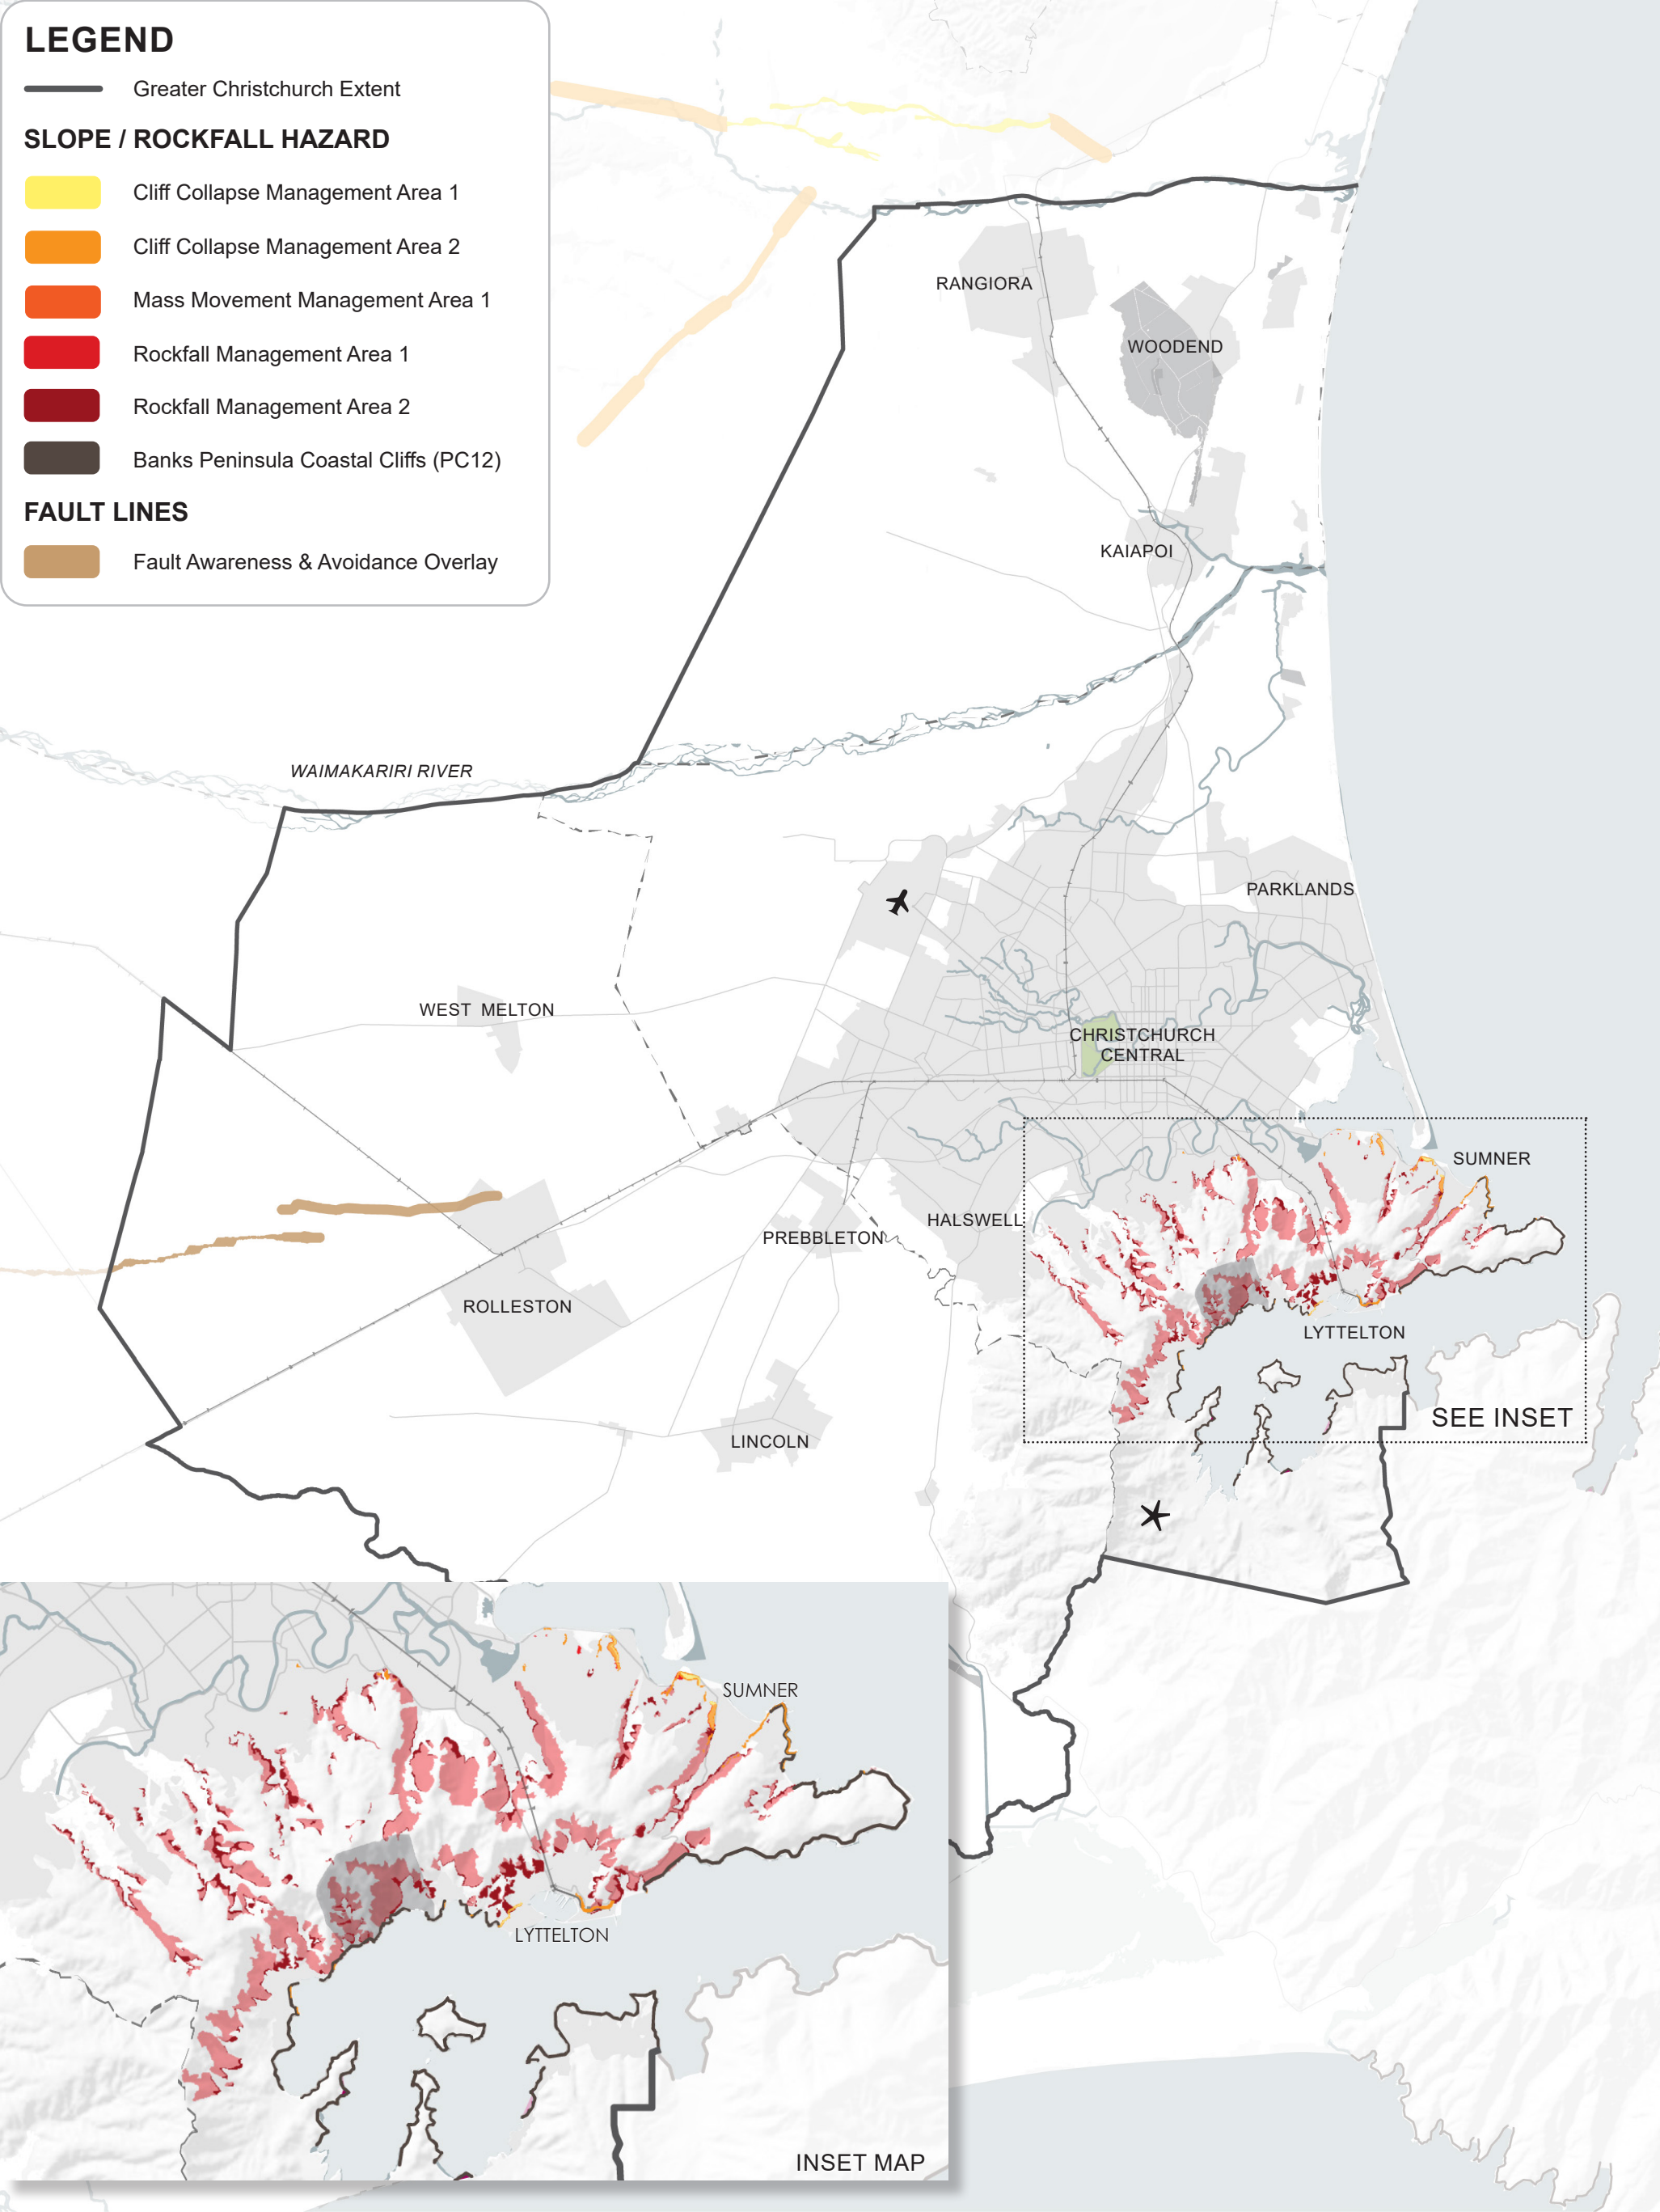 LEGEND
Greater Christchurch Extent
SLOPE / ROCKFALL HAZARD
Cliff Collapse Management Area 1
Cliff Collapse Management Area 2
Mass Movement Management Area 1
Rockfall Management Area 1
Rockfall Management Area 2
Banks Peninsula Coastal Cliffs (PC12)
FAULT LINES
Fault Awareness & Avoidance Overlay
RANGIORA
WOODEND
KAIAPOI
WAIMAKARIRI RIVER
PARKLANDS
WEST MELTON
CHRISTCHURCH
CENTRAL
SUMNER
HALSWELL
PREBBLETON
ROLLESTON
LYTTELTON
SEE INSET
LINCOLN
SUMNER
LYTTELTON
INSET MAP